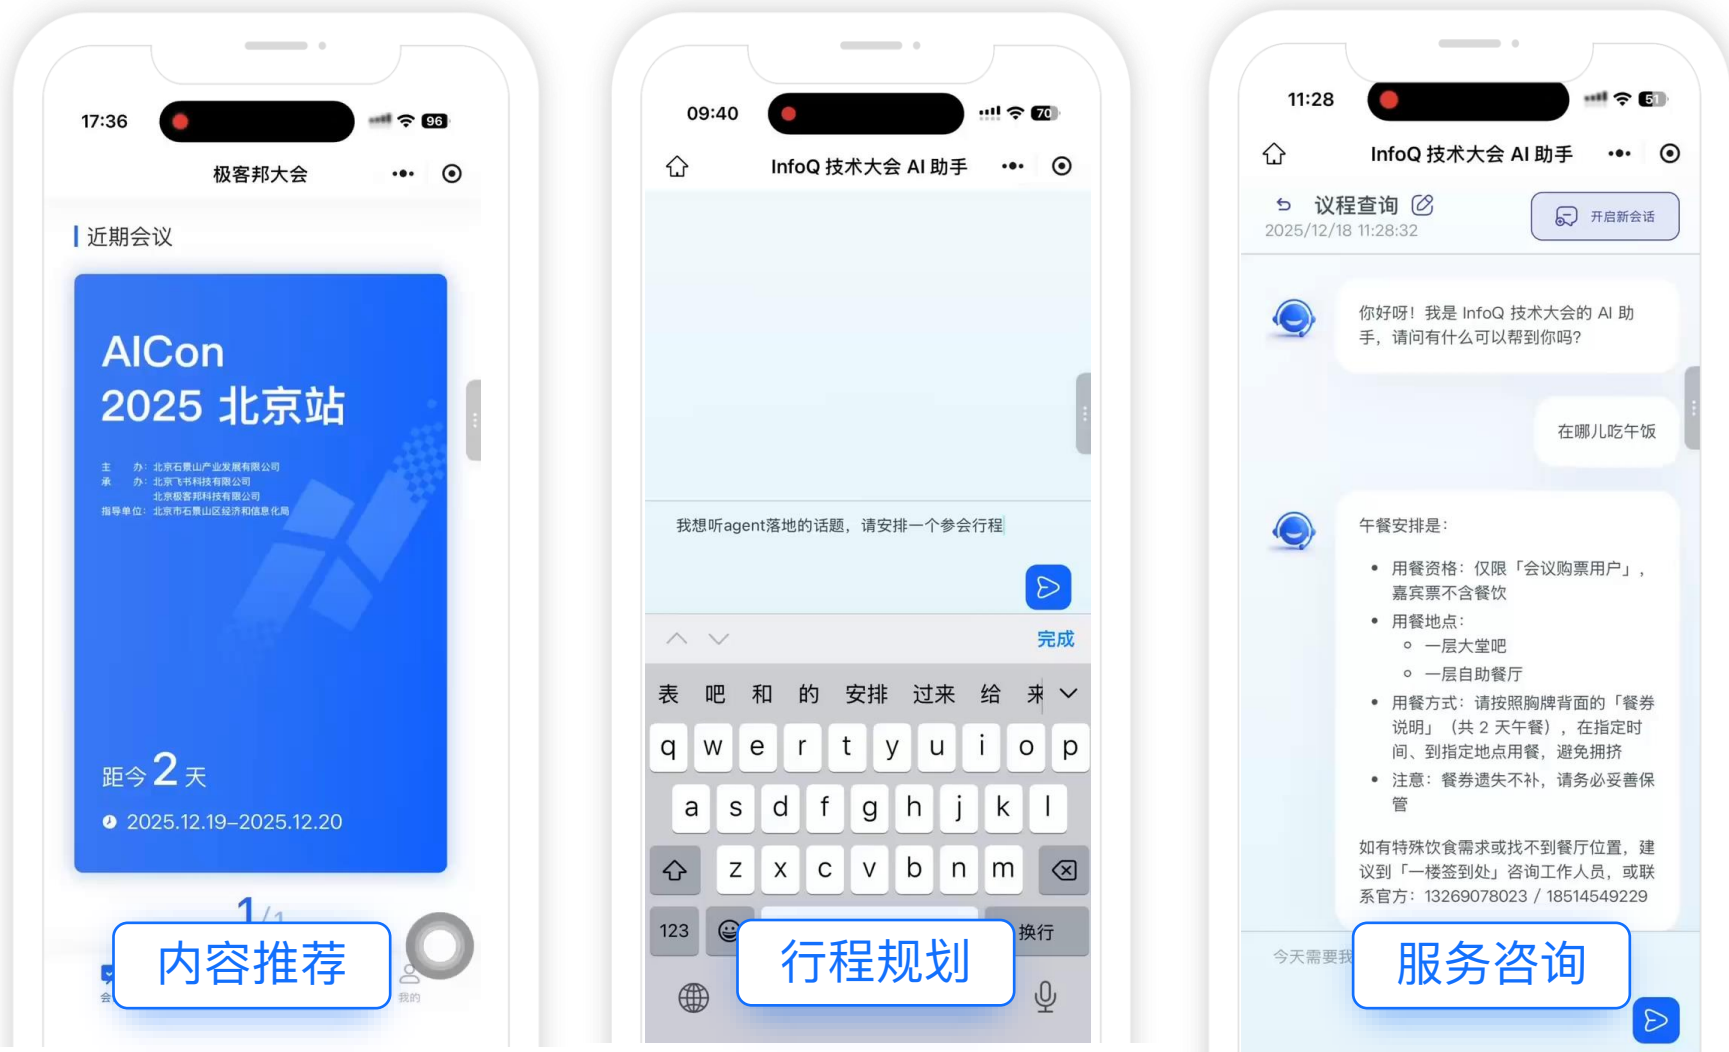 17:36
96
极客邦大会
近期会议
AICon
2025 北京站
主 办：北京石景山产业发展有限公司
承 办：北京飞书科技有限公司
北京极客邦科技有限公司
指导单位：北京市石景山区经济和信息化局
距今2天
2025.12.19–2025.12.20
1/1
会
我的
内容推荐
09:40
70
InfoQ 技术大会 AI 助手
我想听agent落地的话题，请安排一个参会行程
完成
表 吧 和 的 安排 过来 给 来
q w e r t y u i o p
a s d f g h j k l
z x c v b n m
123
换行
行程规划
11:28
51
InfoQ 技术大会 AI 助手
议程查询
2025/12/18 11:28:32
开启新会话
你好呀！我是 InfoQ 技术大会的 AI 助
手，请问有什么可以帮到你吗？
在哪儿吃午饭
午餐安排是：
• 用餐资格：仅限「会议购票用户」，
嘉宾票不含餐饮
• 用餐地点：
◦ 一层大堂吧
◦ 一层自助餐厅
• 用餐方式：请按照胸牌背面的「餐券
说明」（共 2 天午餐），在指定时
间、到指定地点用餐，避免拥挤
• 注意：餐券遗失不补，请务必妥善保
管
如有特殊饮食需求或找不到餐厅位置，建
议到「一楼签到处」咨询工作人员，或联
系官方：13269078023 / 18514549229
今天需要我
服务咨询